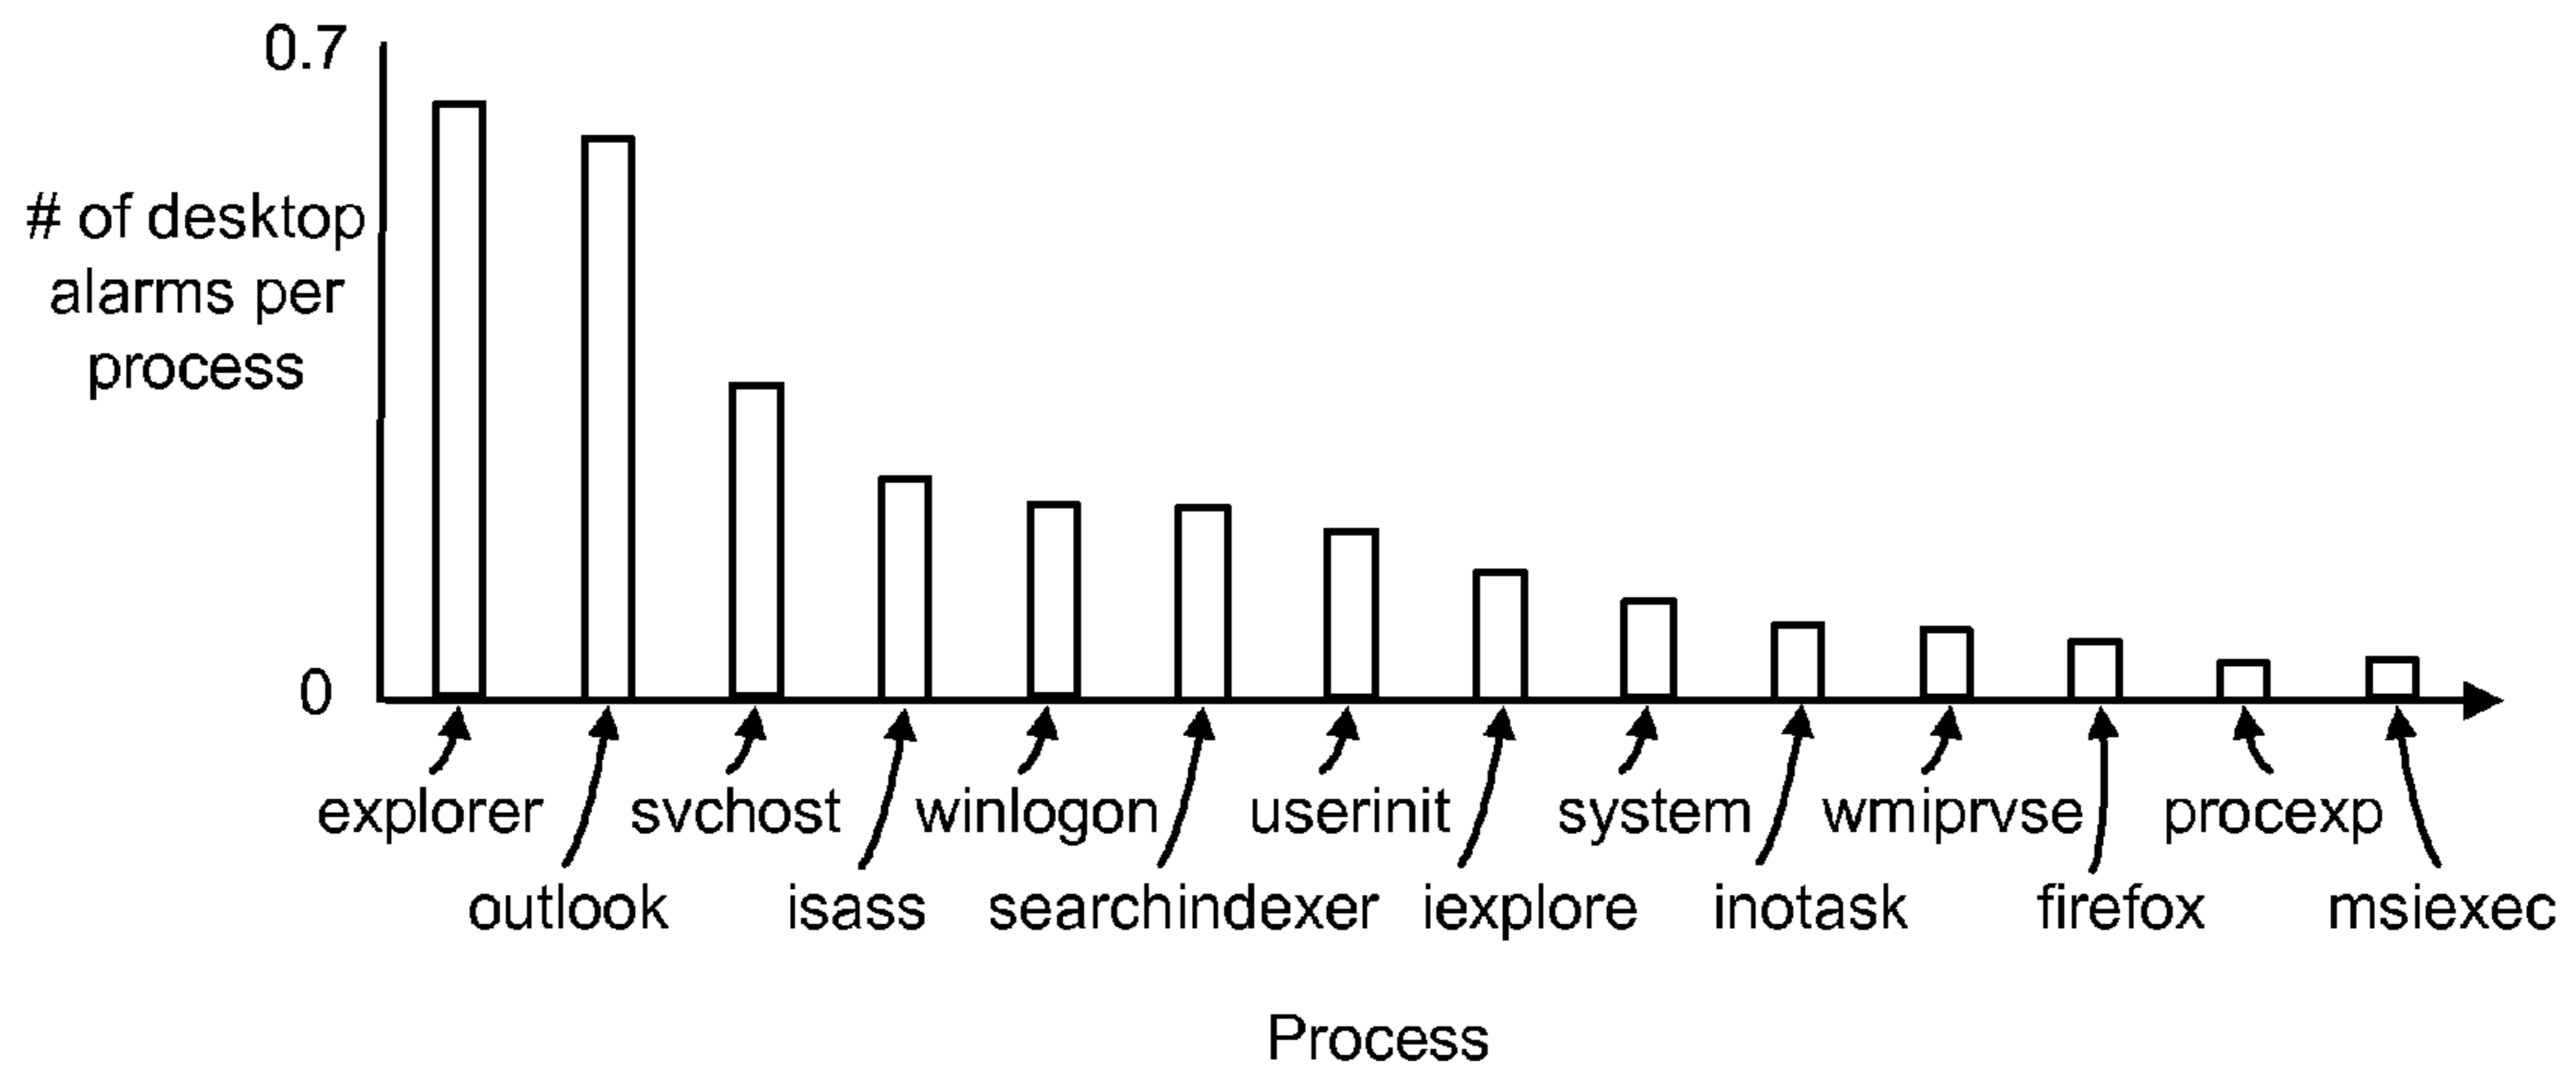 0.7
# of desktop
alarms per
process
0
explorer
svchost
winlogon
userinit
system
wmiprvse
procexp
outlook
isass
searchindexer
iexplore
inotask
firefox
msiexec
Process